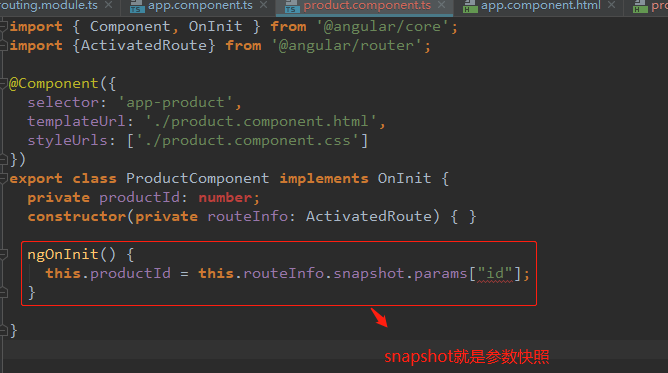 routing.module.ts × app.component.ts × product.component.ts × app.component.html ×
import { Component, OnInit } from '@angular/core';
import {ActivatedRoute} from '@angular/router';
@Component({
selector: 'app-product',
templateUrl: './product.component.html',
styleUrls: ['./product.component.css']
})
export class ProductComponent implements OnInit {
private productId: number;
constructor(private routeInfo: ActivatedRoute) { }
ngOnInit() {
this.productId = this.routeInfo.snapshot.params["id"];
}
}
snapshot就是参数快照